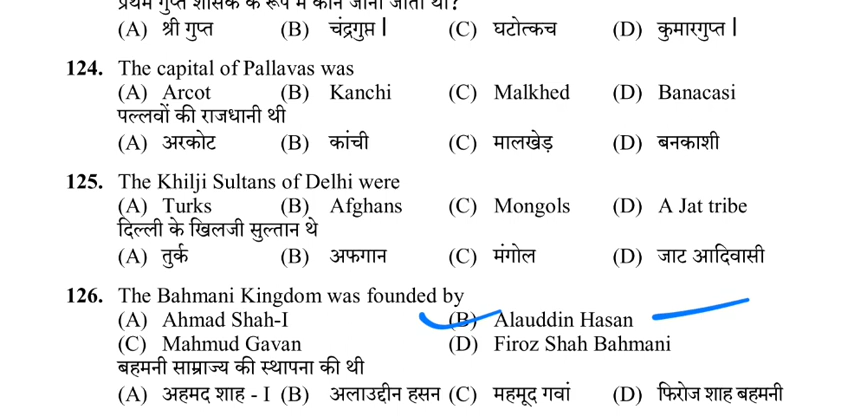 प्रथम गुप्त शासक के रूप में कौन जाना जाता था?
(A) श्री गुप्त (B) चंद्रगुप्त I (C) घटोत्कच (D) कुमारगुप्त I
124. The capital of Pallavas was
(A) Arcot (B) Kanchi (C) Malkhed (D) Banacasi
पल्लवों की राजधानी थी
(A) अरकोट (B) कांची (C) मालखेड़ (D) बनकाशी
125. The Khilji Sultans of Delhi were
(A) Turks (B) Afghans (C) Mongols (D) A Jat tribe
दिल्ली के खिलजी सुल्तान थे
(A) तुर्क (B) अफगान (C) मंगोल (D) जाट आदिवासी
126. The Bahmani Kingdom was founded by
(A) Ahmad Shah-I (B) Alauddin Hasan
(C) Mahmud Gavan (D) Firoz Shah Bahmani
बहमनी साम्राज्य की स्थापना की थी
(A) अहमद शाह - I (B) अलाउद्दीन हसन (C) महमूद गवां (D) फिरोज शाह बहमनी